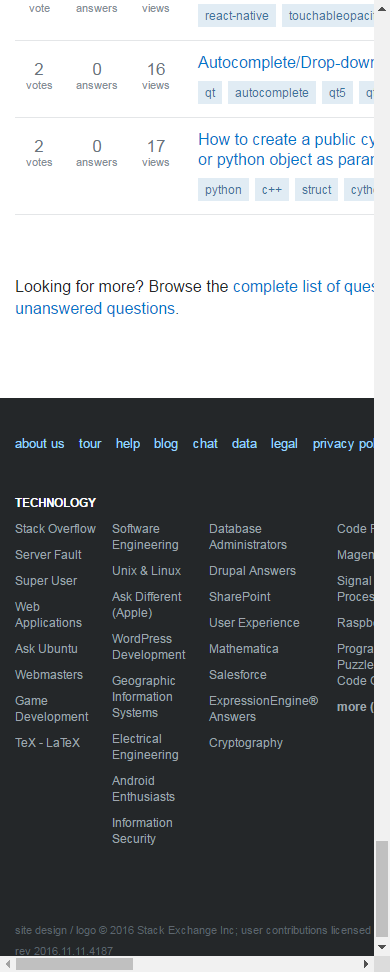 vote answers views
react-native touchableopacit
2 0 16 Autocomplete/Drop-down
votes answers views qt autocomplete qt5
2 0 17 How to create a public cy
votes answers views or python object as param
python c++ struct cytho
Looking for more? Browse the complete list of ques
unanswered questions.
about us tour help blog chat data legal privacy pol
TECHNOLOGY
Stack Overflow
Server Fault
Super User
Web
Applications
Ask Ubuntu
Webmasters
Game
Development
TeX - LaTeX
Software
Engineering
Unix & Linux
Ask Different
(Apple)
WordPress
Development
Geographic
Information
Systems
Electrical
Engineering
Android
Enthusiasts
Information
Security
Database
Administrators
Drupal Answers
SharePoint
User Experience
Mathematica
Salesforce
ExpressionEngine®
Answers
Cryptography
Code R
Magen
Signal
Proces
Raspb
Progra
Puzzle
Code G
more (
site design / logo © 2016 Stack Exchange Inc; user contributions licensed
rev 2016.11.11.4187